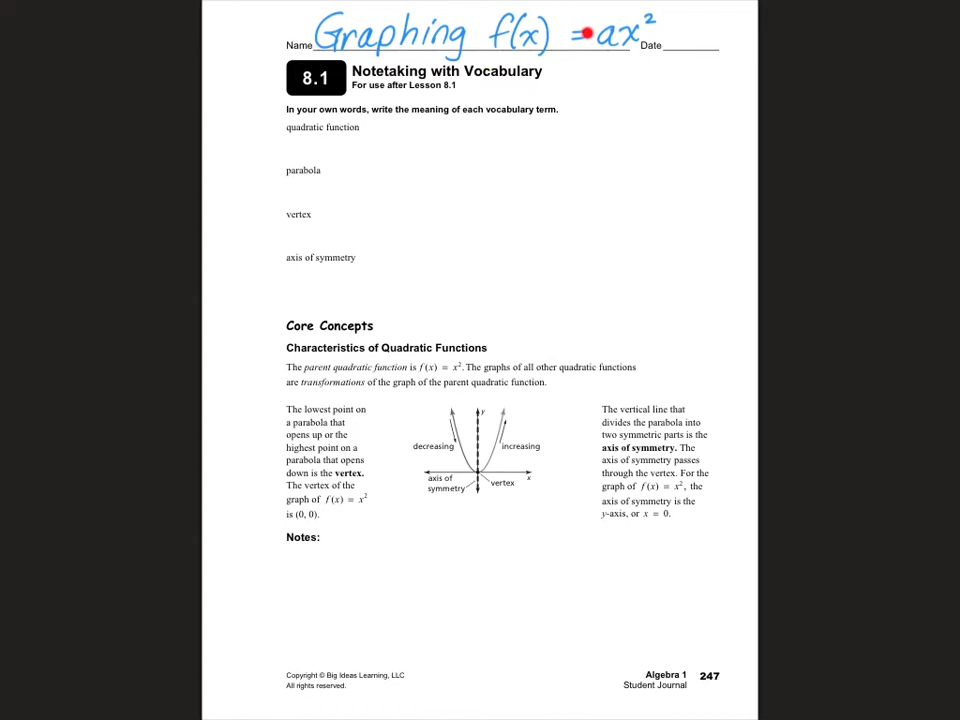 Name Graphing f(x) = ax² Date
8.1 Notetaking with Vocabulary
For use after Lesson 8.1
In your own words, write the meaning of each vocabulary term.
quadratic function
parabola
vertex
axis of symmetry
Core Concepts
Characteristics of Quadratic Functions
The parent quadratic function is f(x) = x². The graphs of all other quadratic functions
are transformations of the graph of the parent quadratic function.
The lowest point on
a parabola that
opens up or the
highest point on a
parabola that opens
down is the vertex.
The vertex of the
graph of f(x) = x²
is (0, 0).
y
decreasing
increasing
axis of
symmetry
vertex
x
The vertical line that
divides the parabola into
two symmetric parts is the
axis of symmetry. The
axis of symmetry passes
through the vertex. For the
graph of f(x) = x², the
axis of symmetry is the
y-axis, or x = 0.
Notes:
Copyright © Big Ideas Learning, LLC
All rights reserved.
Algebra 1 247
Student Journal